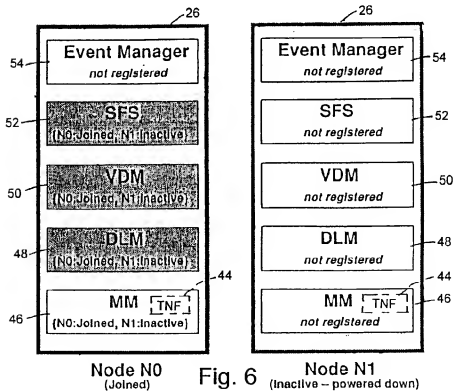 26
Event Manager
not registered
54
SFS
{N0:Joined, N1:Inactive}
52
VDM
{N0:Joined, N1:Inactive}
50
DLM
{N0:Joined, N1:Inactive}
48
44
MM
TNF
{N0:Joined, N1:Inactive}
46
Node N0
(Joined)
26
Event Manager
not registered
54
SFS
not registered
52
VDM
not registered
50
DLM
not registered
48
44
MM
TNF
not registered
46
Node N1
(Inactive – powered down)
Fig. 6